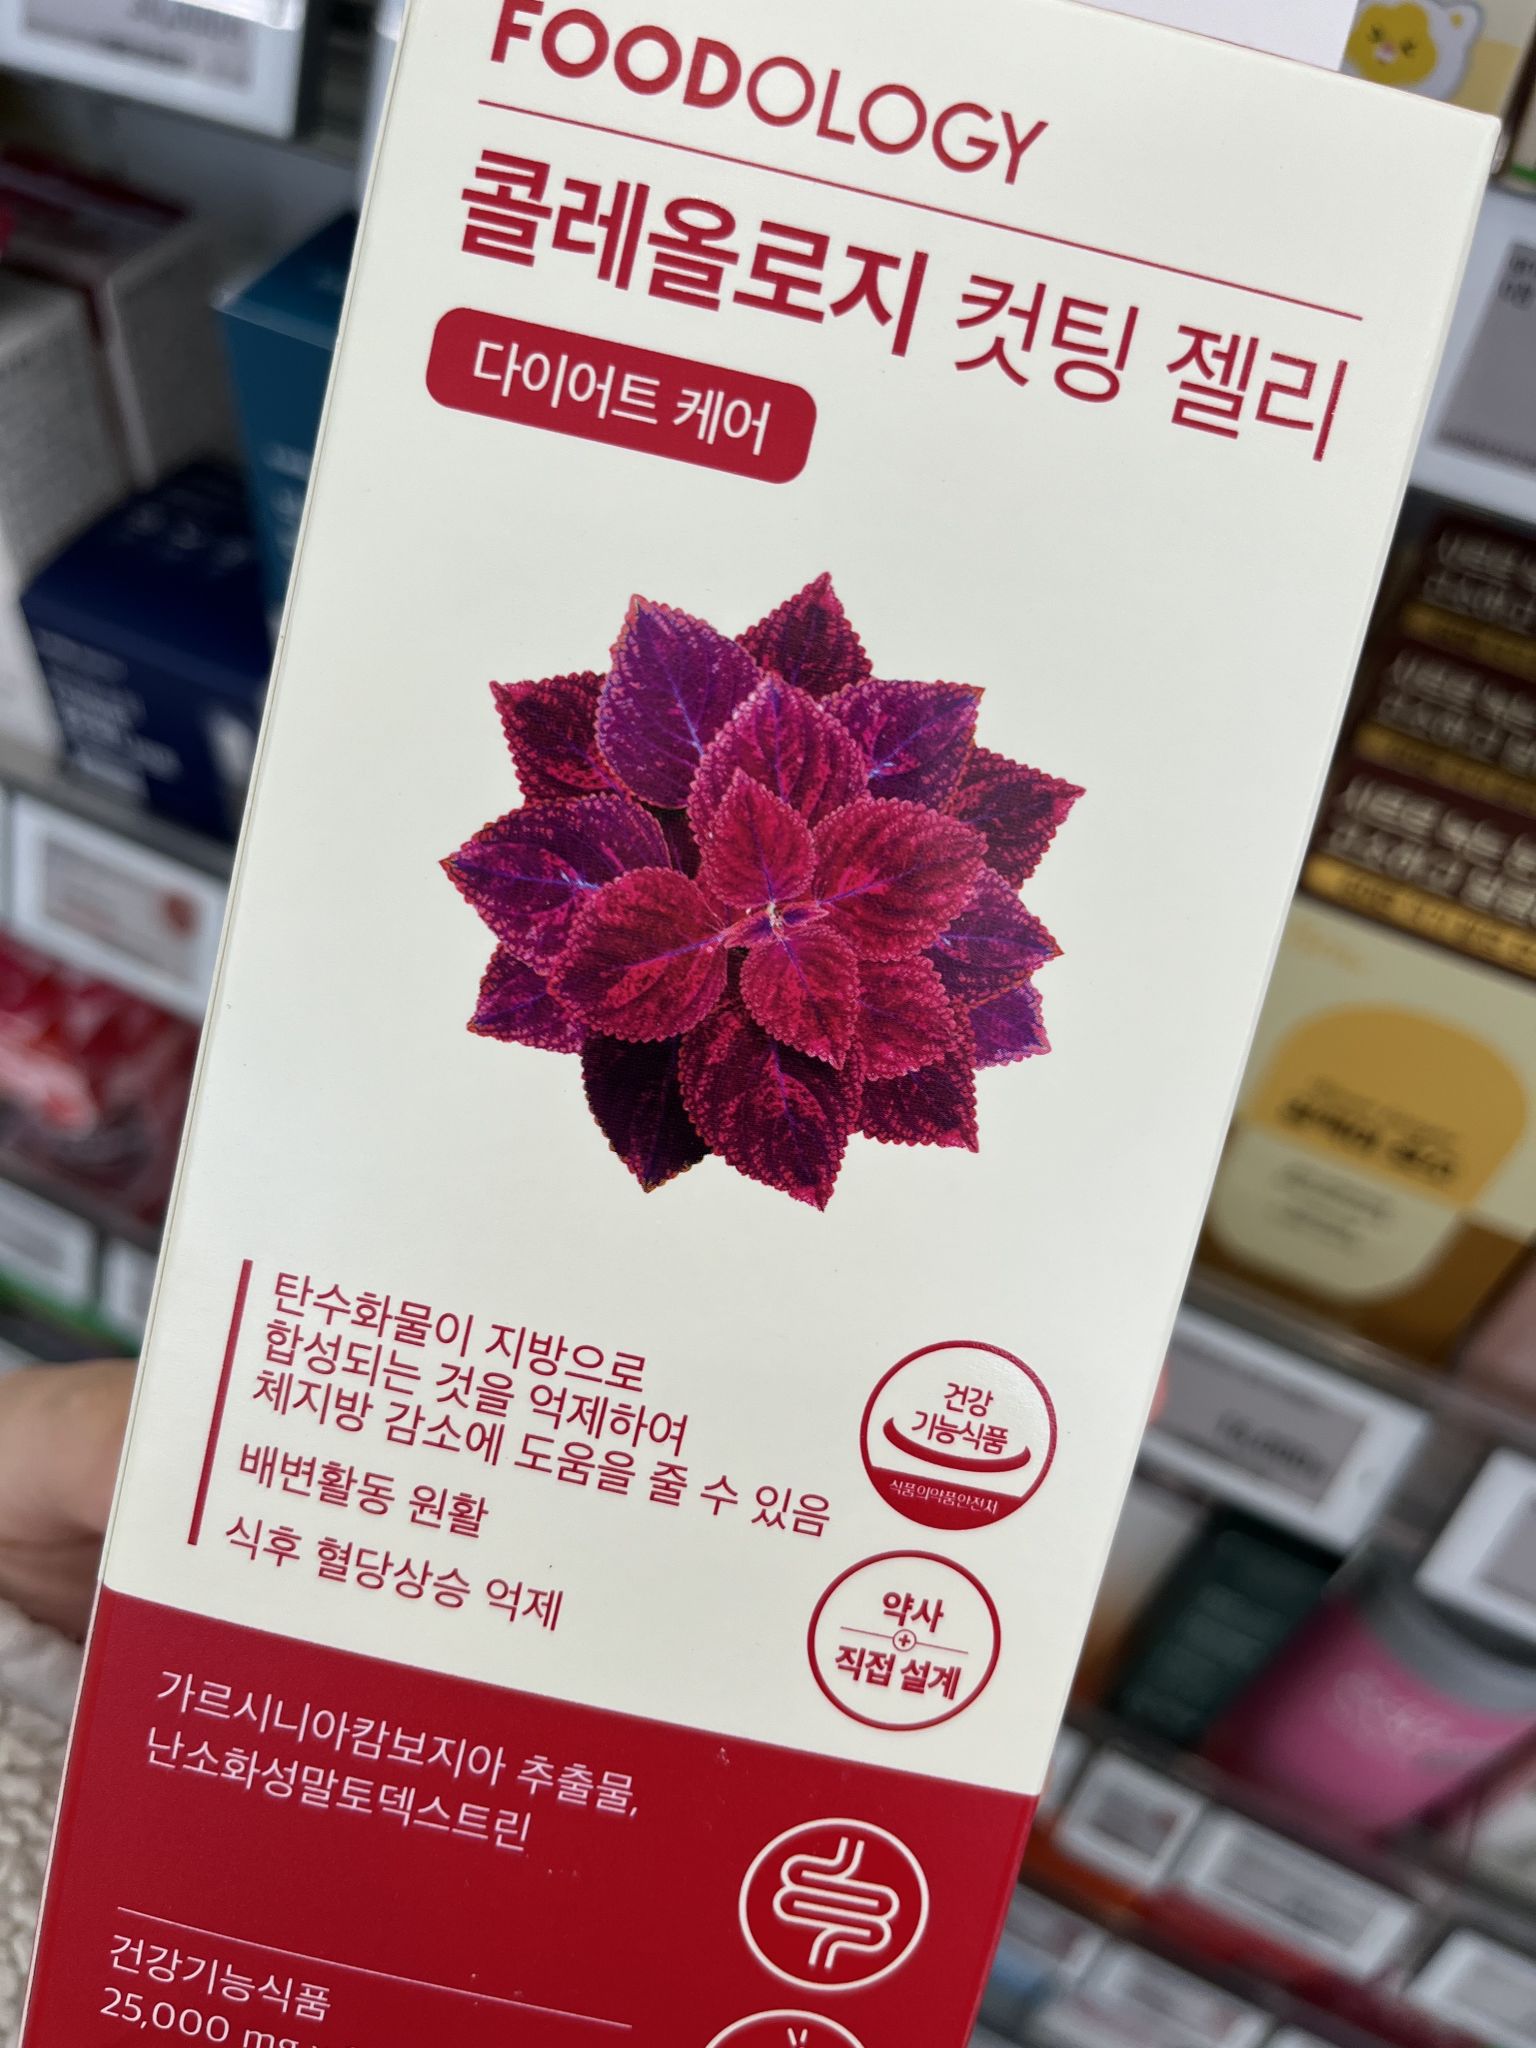 FOODOLOGY
콜레올로지 컷팅 젤리
다이어트 케어
탄수화물이 지방으로
합성되는 것을 억제하여
체지방 감소에 도움을 줄 수 있음
배변활동 원활
식후 혈당상승 억제
건강
기능식품
식품의약품안전처
약사
+
직접 설계
가르시니아캄보지아 추출물,
난소화성말토덱스트린
건강기능식품
25,000 mg